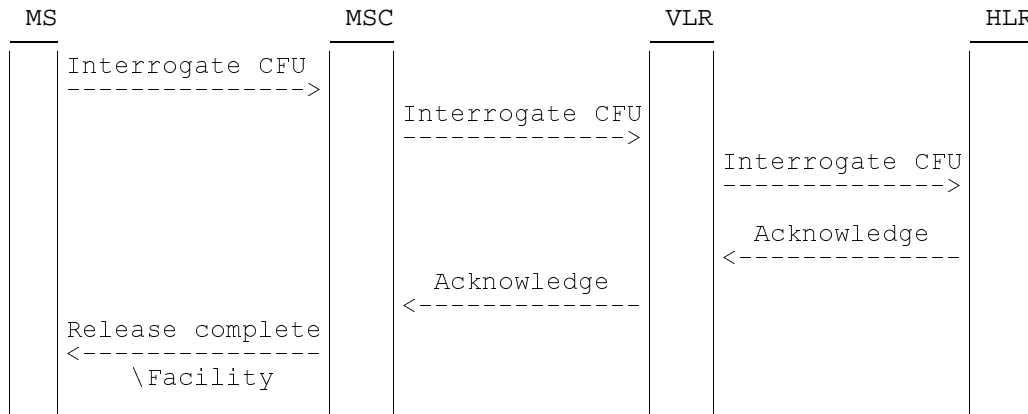 MS MSC VLR HLR
Interrogate CFU
--------------->
Interrogate CFU
-------------->
Interrogate CFU
-------------->
Acknowledge
<--------------
Acknowledge
<--------------
Release complete
<---------------
\Facility